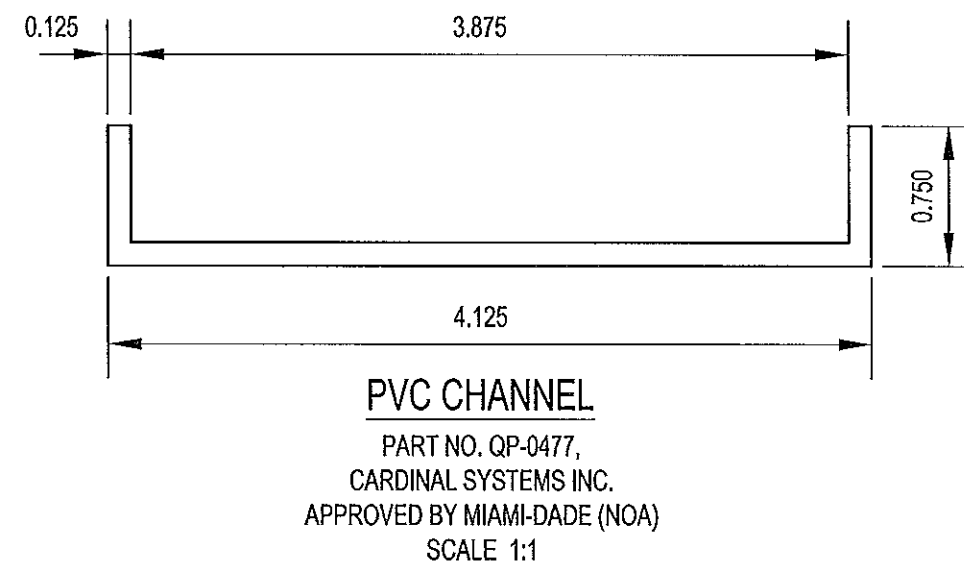 0.125
3.875
0.750
4.125
PVC CHANNEL
PART NO. QP-0477,
CARDINAL SYSTEMS INC.
APPROVED BY MIAMI-DADE (NOA)
SCALE 1:1